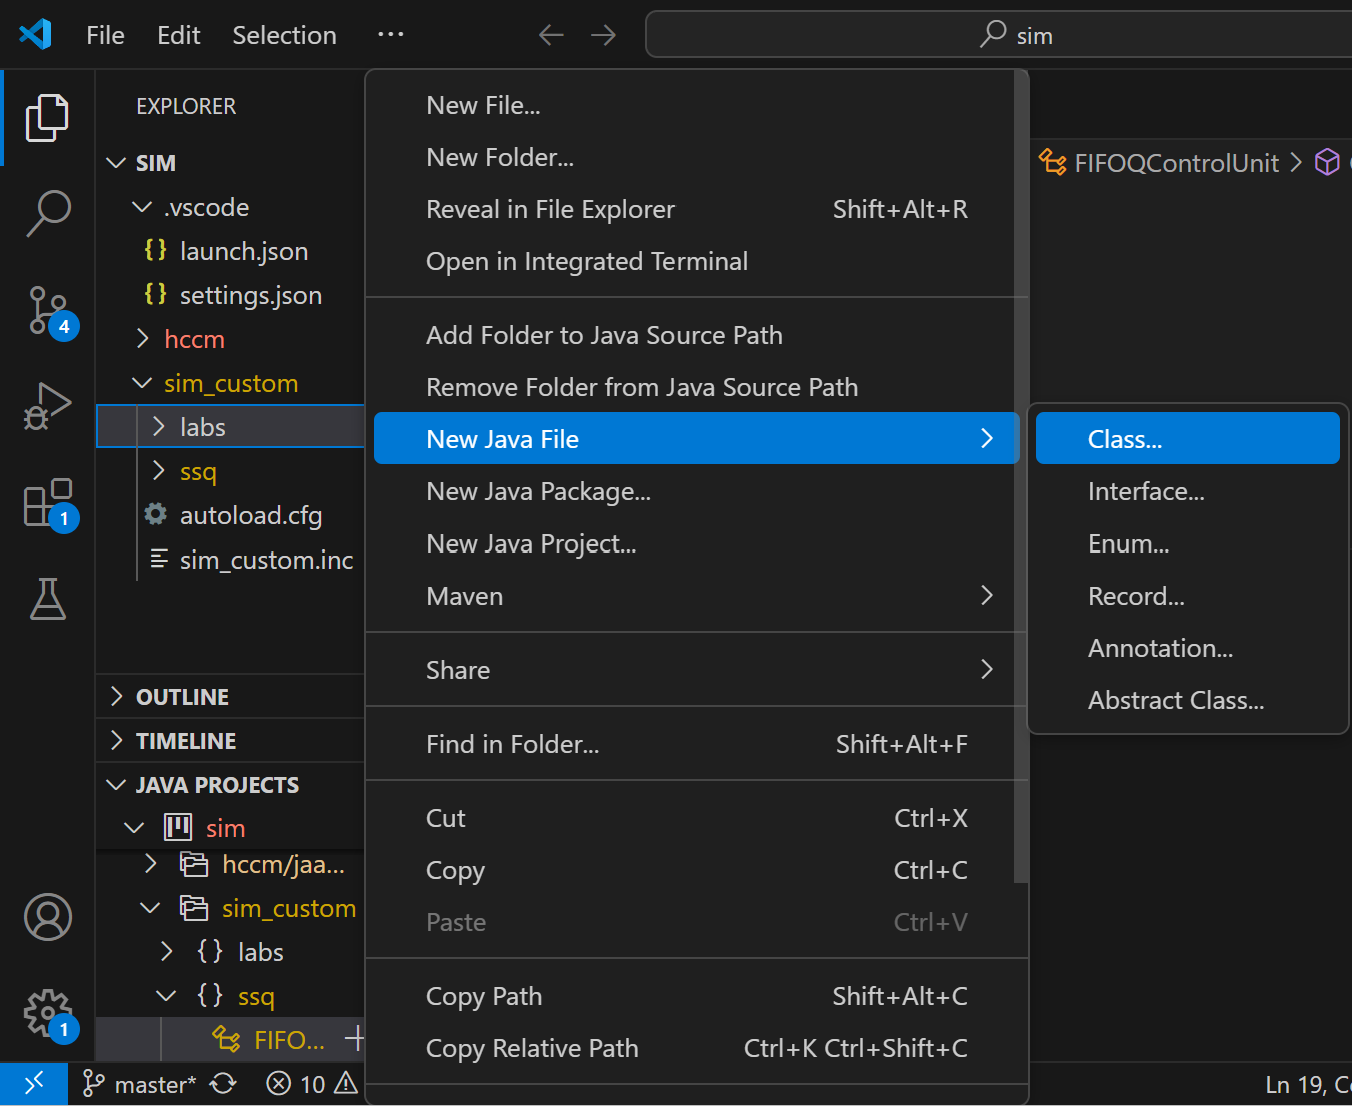 File Edit Selection ···
sim
EXPLORER
SIM
.vscode
{} launch.json
{} settings.json
hccm
sim_custom
labs
ssq
autoload.cfg
sim_custom.inc
OUTLINE
TIMELINE
JAVA PROJECTS
sim
hccm/jaa...
sim_custom
{} labs
{} ssq
FIFO...
4
1
1
New File...
New Folder...
Reveal in File Explorer Shift+Alt+R
Open in Integrated Terminal
Add Folder to Java Source Path
Remove Folder from Java Source Path
New Java File
New Java Package...
New Java Project...
Maven
Share
Find in Folder... Shift+Alt+F
Cut Ctrl+X
Copy Ctrl+C
Paste Ctrl+V
Copy Path Shift+Alt+C
Copy Relative Path Ctrl+K Ctrl+Shift+C
FIFOQControlUnit
Class...
Interface...
Enum...
Record...
Annotation...
Abstract Class...
master* 10
Ln 19,